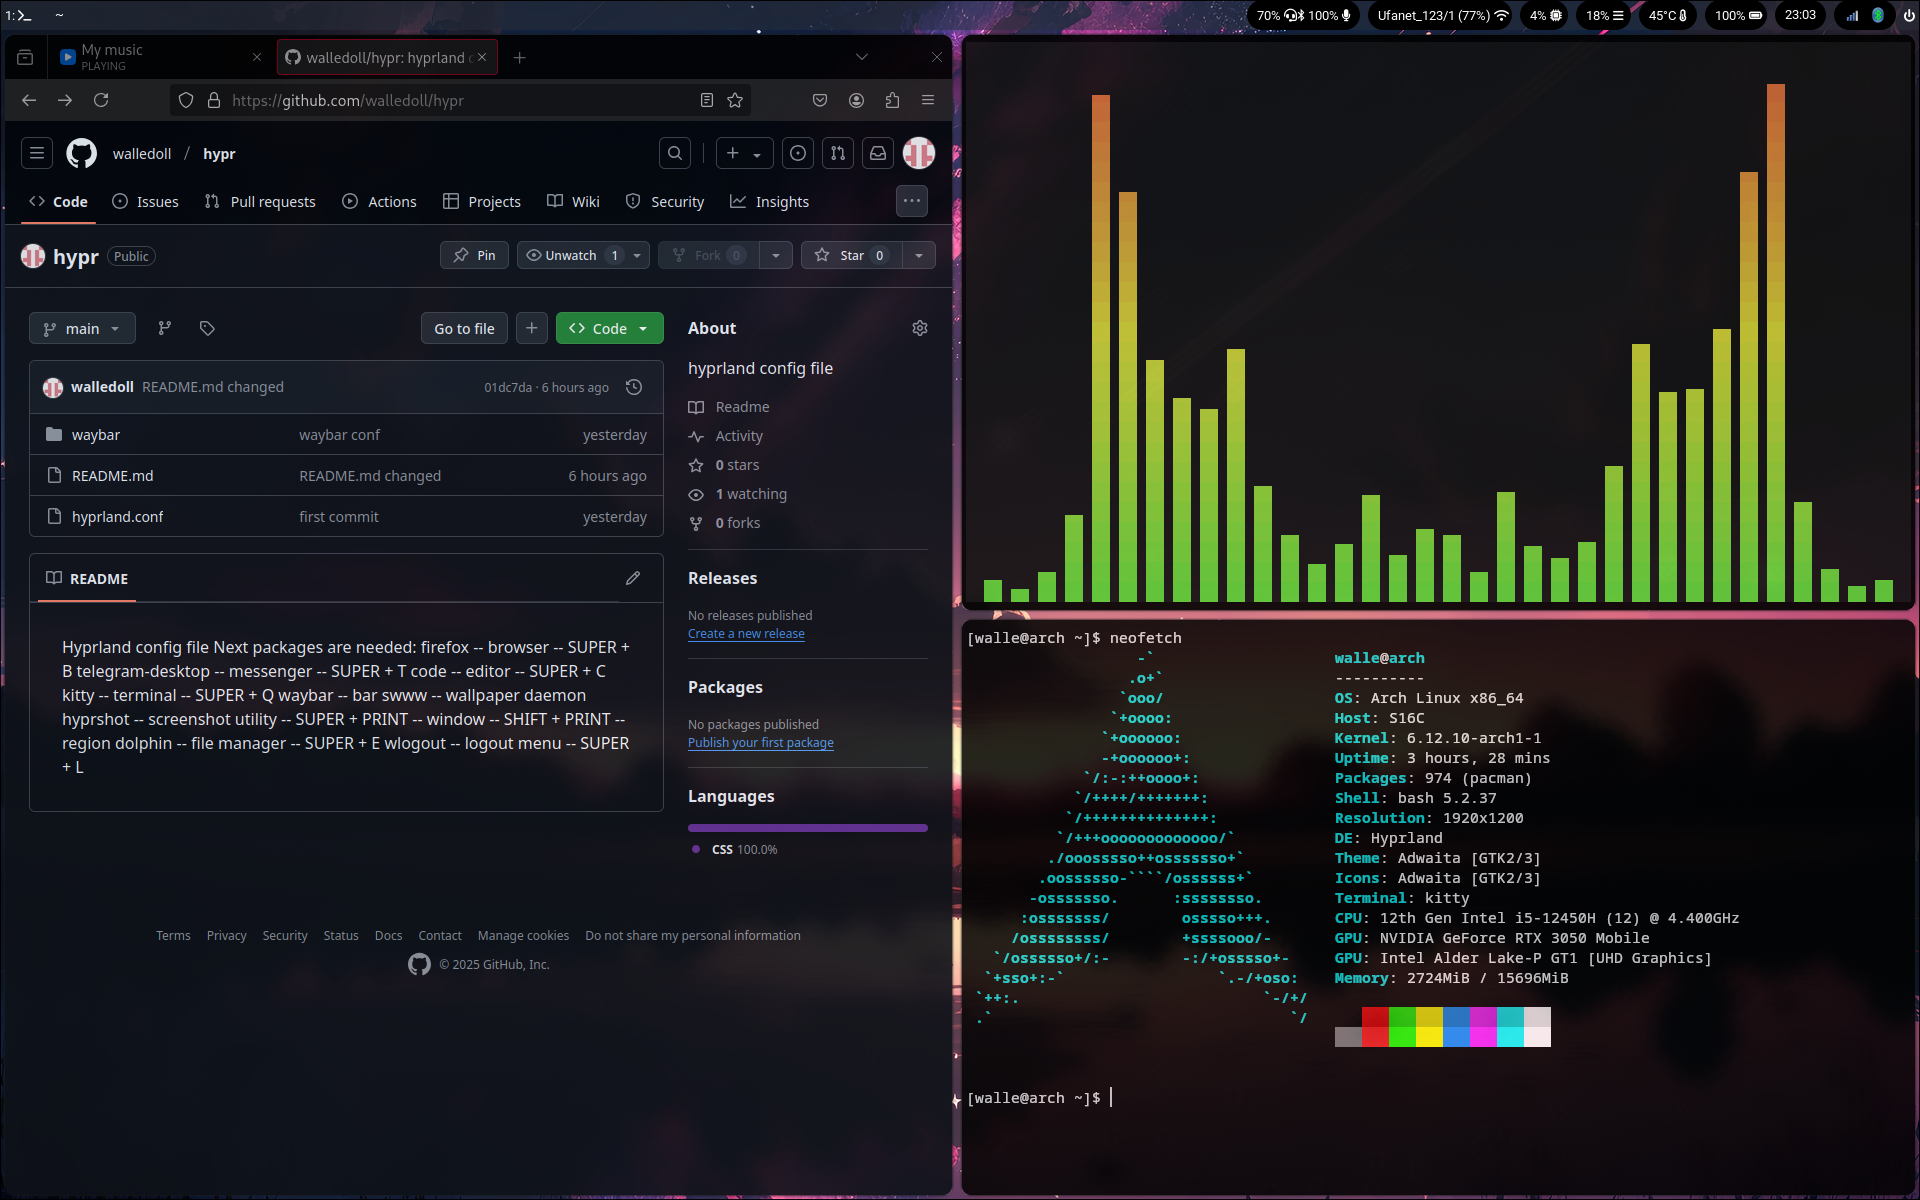 1: ~ 70% 100% Ufanet_123/1 (77%) 4% 18% 45°C 100% 23:03
My music
PLAYING
walledoll/hypr: hyprland c
https://github.com/walledoll/hypr
walledoll / hypr
Code Issues Pull requests Actions Projects Wiki Security Insights
hypr Public Pin Unwatch 1 Fork 0 Star 0
main Go to file + Code
walledoll README.md changed 01dc7da · 6 hours ago
waybar waybar conf yesterday
README.md README.md changed 6 hours ago
hyprland.conf first commit yesterday
README
Hyprland config file Next packages are needed: firefox -- browser -- SUPER +
B telegram-desktop -- messenger -- SUPER + T code -- editor -- SUPER + C
kitty -- terminal -- SUPER + Q waybar -- bar swww -- wallpaper daemon
hyprshot -- screenshot utility -- SUPER + PRINT -- window -- SHIFT + PRINT --
region dolphin -- file manager -- SUPER + E wlogout -- logout menu -- SUPER
+ L
About
hyprland config file
Readme
Activity
0 stars
1 watching
0 forks
Releases
No releases published
Create a new release
Packages
No packages published
Publish your first package
Languages
CSS 100.0%
Terms Privacy Security Status Docs Contact Manage cookies Do not share my personal information
© 2025 GitHub, Inc.
[walle@arch ~]$ neofetch
walle@arch
----------
OS: Arch Linux x86_64
Host: S16C
Kernel: 6.12.10-arch1-1
Uptime: 3 hours, 28 mins
Packages: 974 (pacman)
Shell: bash 5.2.37
Resolution: 1920x1200
DE: Hyprland
Theme: Adwaita [GTK2/3]
Icons: Adwaita [GTK2/3]
Terminal: kitty
CPU: 12th Gen Intel i5-12450H (12) @ 4.400GHz
GPU: NVIDIA GeForce RTX 3050 Mobile
GPU: Intel Alder Lake-P GT1 [UHD Graphics]
Memory: 2724MiB / 15696MiB
[walle@arch ~]$